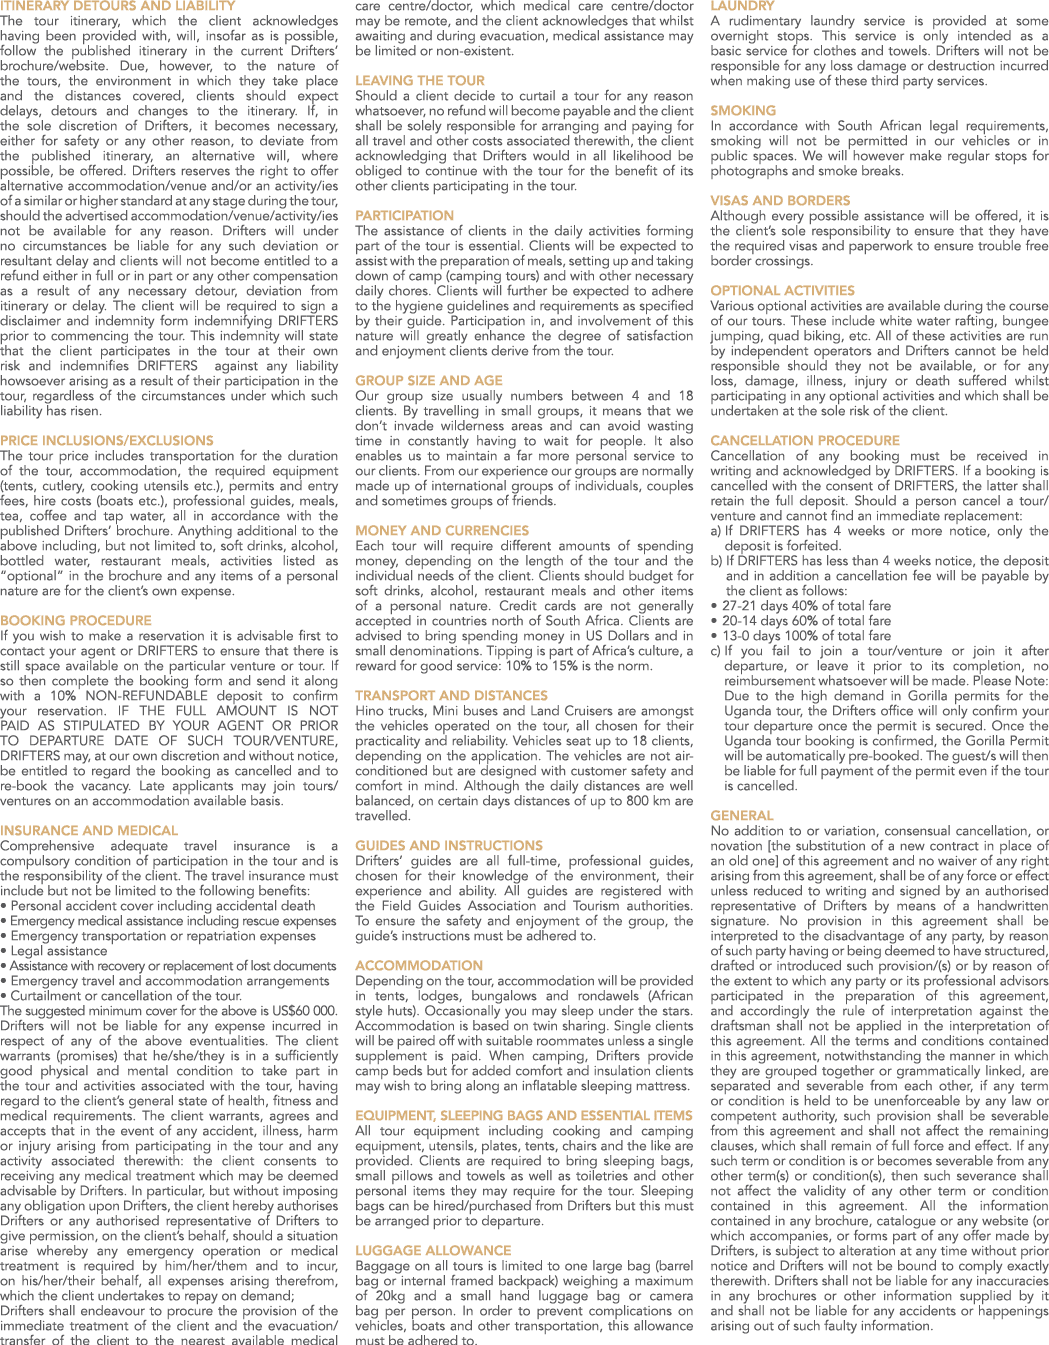 ITINERARY DETOURS AND LIABILITY
The tour itinerary, which the client acknowledges
having been provided with, will, insofar as is possible,
follow the published itinerary in the current Drifters'
brochure/website. Due, however, to the nature of
the tours, the environment in which they take place
and the distances covered, clients should expect
delays, detours and changes to the itinerary. If, in
the sole discretion of Drifters, it becomes necessary,
either for safety or any other reason, to deviate from
the published itinerary, an alternative will, where
possible, be offered. Drifters reserves the right to offer
alternative accommodation/venue and/or an activity/ies
of a similar or higher standard at any stage during the tour,
should the advertised accommodation/venue/activity/ies
not be available for any reason. Drifters will under
no circumstances be liable for any such deviation or
resultant delay and clients will not become entitled to a
refund either in full or in part or any other compensation
as a result of any necessary detour, deviation from
itinerary or delay. The client will be required to sign a
disclaimer and indemnity form indemnifying DRIFTERS
prior to commencing the tour. This indemnity will state
that the client participates in the tour at their own
risk and indemnifies DRIFTERS against any liability
howsoever arising as a result of their participation in the
tour, regardless of the circumstances under which such
liability has risen.
PRICE INCLUSIONS/EXCLUSIONS
The tour price includes transportation for the duration
of the tour, accommodation, the required equipment
(tents, cutlery, cooking utensils etc.), permits and entry
fees, hire costs (boats etc.), professional guides, meals,
tea, coffee and tap water, all in accordance with the
published Drifters' brochure. Anything additional to the
above including, but not limited to, soft drinks, alcohol,
bottled water, restaurant meals, activities listed as
"optional" in the brochure and any items of a personal
nature are for the client's own expense.
BOOKING PROCEDURE
If you wish to make a reservation it is advisable first to
contact your agent or DRIFTERS to ensure that there is
still space available on the particular venture or tour. If
so then complete the booking form and send it along
with a 10% NON-REFUNDABLE deposit to confirm
your reservation. IF THE FULL AMOUNT IS NOT
PAID AS STIPULATED BY YOUR AGENT OR PRIOR
TO DEPARTURE DATE OF SUCH TOUR/VENTURE,
DRIFTERS may, at our own discretion and without notice,
be entitled to regard the booking as cancelled and to
re-book the vacancy. Late applicants may join tours/
ventures on an accommodation available basis.
INSURANCE AND MEDICAL
Comprehensive adequate travel insurance is a
compulsory condition of participation in the tour and is
the responsibility of the client. The travel insurance must
include but not be limited to the following benefits:
• Personal accident cover including accidental death
• Emergency medical assistance including rescue expenses
• Emergency transportation or repatriation expenses
• Legal assistance
• Assistance with recovery or replacement of lost documents
• Emergency travel and accommodation arrangements
• Curtailment or cancellation of the tour.
The suggested minimum cover for the above is US$60 000.
Drifters will not be liable for any expense incurred in
respect of any of the above eventualities. The client
warrants (promises) that he/she/they is in a sufficiently
good physical and mental condition to take part in
the tour and activities associated with the tour, having
regard to the client's general state of health, fitness and
medical requirements. The client warrants, agrees and
accepts that in the event of any accident, illness, harm
or injury arising from participating in the tour and any
activity associated therewith: the client consents to
receiving any medical treatment which may be deemed
advisable by Drifters. In particular, but without imposing
any obligation upon Drifters, the client hereby authorises
Drifters or any authorised representative of Drifters to
give permission, on the client's behalf, should a situation
arise whereby any emergency operation or medical
treatment is required by him/her/them and to incur,
on his/her/their behalf, all expenses arising therefrom,
which the client undertakes to repay on demand;
Drifters shall endeavour to procure the provision of the
immediate treatment of the client and the evacuation/
transfer of the client to the nearest available medical
care centre/doctor, which medical care centre/doctor
may be remote, and the client acknowledges that whilst
awaiting and during evacuation, medical assistance may
be limited or non-existent.
LEAVING THE TOUR
Should a client decide to curtail a tour for any reason
whatsoever, no refund will become payable and the client
shall be solely responsible for arranging and paying for
all travel and other costs associated therewith, the client
acknowledging that Drifters would in all likelihood be
obliged to continue with the tour for the benefit of its
other clients participating in the tour.
PARTICIPATION
The assistance of clients in the daily activities forming
part of the tour is essential. Clients will be expected to
assist with the preparation of meals, setting up and taking
down of camp (camping tours) and with other necessary
daily chores. Clients will further be expected to adhere
to the hygiene guidelines and requirements as specified
by their guide. Participation in, and involvement of this
nature will greatly enhance the degree of satisfaction
and enjoyment clients derive from the tour.
GROUP SIZE AND AGE
Our group size usually numbers between 4 and 18
clients. By travelling in small groups, it means that we
don't invade wilderness areas and can avoid wasting
time in constantly having to wait for people. It also
enables us to maintain a far more personal service to
our clients. From our experience our groups are normally
made up of international groups of individuals, couples
and sometimes groups of friends.
MONEY AND CURRENCIES
Each tour will require different amounts of spending
money, depending on the length of the tour and the
individual needs of the client. Clients should budget for
soft drinks, alcohol, restaurant meals and other items
of a personal nature. Credit cards are not generally
accepted in countries north of South Africa. Clients are
advised to bring spending money in US Dollars and in
small denominations. Tipping is part of Africa's culture, a
reward for good service: 10% to 15% is the norm.
TRANSPORT AND DISTANCES
Hino trucks, Mini buses and Land Cruisers are amongst
the vehicles operated on the tour, all chosen for their
practicality and reliability. Vehicles seat up to 18 clients,
depending on the application. The vehicles are not air-
conditioned but are designed with customer safety and
comfort in mind. Although the daily distances are well
balanced, on certain days distances of up to 800 km are
travelled.
GUIDES AND INSTRUCTIONS
Drifters' guides are all full-time, professional guides,
chosen for their knowledge of the environment, their
experience and ability. All guides are registered with
the Field Guides Association and Tourism authorities.
To ensure the safety and enjoyment of the group, the
guide's instructions must be adhered to.
ACCOMMODATION
Depending on the tour, accommodation will be provided
in tents, lodges, bungalows and rondawels (African
style huts). Occasionally you may sleep under the stars.
Accommodation is based on twin sharing. Single clients
will be paired off with suitable roommates unless a single
supplement is paid. When camping, Drifters provide
camp beds but for added comfort and insulation clients
may wish to bring along an inflatable sleeping mattress.
EQUIPMENT, SLEEPING BAGS AND ESSENTIAL ITEMS
All tour equipment including cooking and camping
equipment, utensils, plates, tents, chairs and the like are
provided. Clients are required to bring sleeping bags,
small pillows and towels as well as toiletries and other
personal items they may require for the tour. Sleeping
bags can be hired/purchased from Drifters but this must
be arranged prior to departure.
LUGGAGE ALLOWANCE
Baggage on all tours is limited to one large bag (barrel
bag or internal framed backpack) weighing a maximum
of 20kg and a small hand luggage bag or camera
bag per person. In order to prevent complications on
vehicles, boats and other transportation, this allowance
must be adhered to.
LAUNDRY
A rudimentary laundry service is provided at some
overnight stops. This service is only intended as a
basic service for clothes and towels. Drifters will not be
responsible for any loss damage or destruction incurred
when making use of these third party services.
SMOKING
In accordance with South African legal requirements,
smoking will not be permitted in our vehicles or in
public spaces. We will however make regular stops for
photographs and smoke breaks.
VISAS AND BORDERS
Although every possible assistance will be offered, it is
the client's sole responsibility to ensure that they have
the required visas and paperwork to ensure trouble free
border crossings.
OPTIONAL ACTIVITIES
Various optional activities are available during the course
of our tours. These include white water rafting, bungee
jumping, quad biking, etc. All of these activities are run
by independent operators and Drifters cannot be held
responsible should they not be available, or for any
loss, damage, illness, injury or death suffered whilst
participating in any optional activities and which shall be
undertaken at the sole risk of the client.
CANCELLATION PROCEDURE
Cancellation of any booking must be received in
writing and acknowledged by DRIFTERS. If a booking is
cancelled with the consent of DRIFTERS, the latter shall
retain the full deposit. Should a person cancel a tour/
venture and cannot find an immediate replacement:
a) If DRIFTERS has 4 weeks or more notice, only the
deposit is forfeited.
b) If DRIFTERS has less than 4 weeks notice, the deposit
and in addition a cancellation fee will be payable by
the client as follows:
• 27-21 days 40% of total fare
• 20-14 days 60% of total fare
• 13-0 days 100% of total fare
c) If you fail to join a tour/venture or join it after
departure, or leave it prior to its completion, no
reimbursement whatsoever will be made. Please Note:
Due to the high demand in Gorilla permits for the
Uganda tour, the Drifters office will only confirm your
tour departure once the permit is secured. Once the
Uganda tour booking is confirmed, the Gorilla Permit
will be automatically pre-booked. The guest/s will then
be liable for full payment of the permit even if the tour
is cancelled.
GENERAL
No addition to or variation, consensual cancellation, or
novation [the substitution of a new contract in place of
an old one] of this agreement and no waiver of any right
arising from this agreement, shall be of any force or effect
unless reduced to writing and signed by an authorised
representative of Drifters by means of a handwritten
signature. No provision in this agreement shall be
interpreted to the disadvantage of any party, by reason
of such party having or being deemed to have structured,
drafted or introduced such provision/(s) or by reason of
the extent to which any party or its professional advisors
participated in the preparation of this agreement,
and accordingly the rule of interpretation against the
draftsman shall not be applied in the interpretation of
this agreement. All the terms and conditions contained
in this agreement, notwithstanding the manner in which
they are grouped together or grammatically linked, are
separated and severable from each other, if any term
or condition is held to be unenforceable by any law or
competent authority, such provision shall be severable
from this agreement and shall not affect the remaining
clauses, which shall remain of full force and effect. If any
such term or condition is or becomes severable from any
other term(s) or condition(s), then such severance shall
not affect the validity of any other term or condition
contained in this agreement. All the information
contained in any brochure, catalogue or any website (or
which accompanies, or forms part of any offer made by
Drifters, is subject to alteration at any time without prior
notice and Drifters will not be bound to comply exactly
therewith. Drifters shall not be liable for any inaccuracies
in any brochures or other information supplied by it
and shall not be liable for any accidents or happenings
arising out of such faulty information.